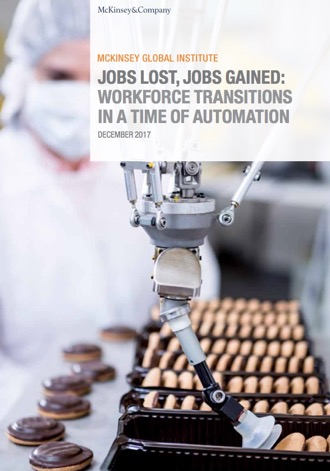 McKinsey&Company
MCKINSEY GLOBAL INSTITUTE
JOBS LOST, JOBS GAINED:
WORKFORCE TRANSITIONS
IN A TIME OF AUTOMATION
DECEMBER 2017